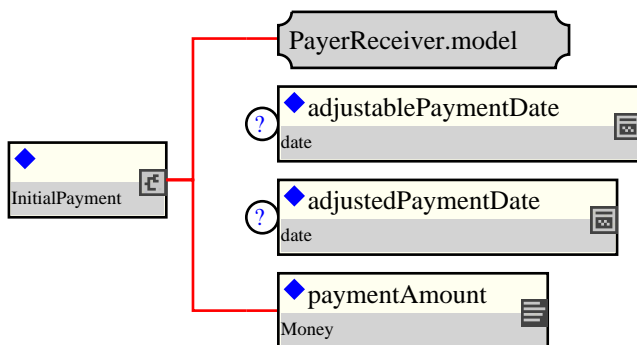 PayerReceiver.model
? adjustablePaymentDate
date
InitialPayment
? adjustedPaymentDate
date
paymentAmount
Money